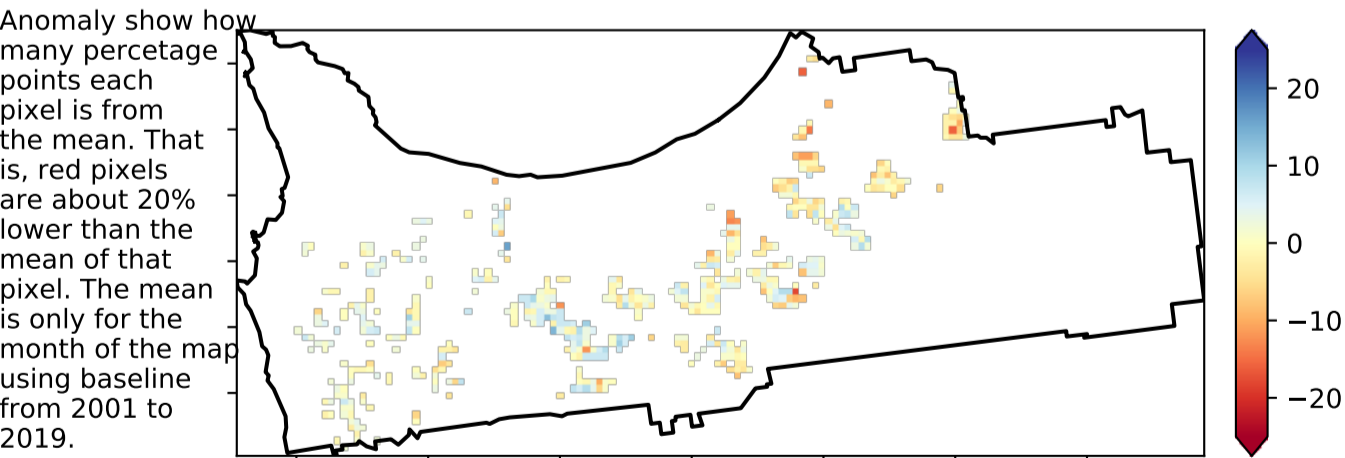 Anomaly show how
many percetage
points each
pixel is from
the mean. That
is, red pixels
are about 20%
lower than the
mean of that
pixel. The mean
is only for the
month of the map
using baseline
from 2001 to
2019.
20
10
0
−10
−20